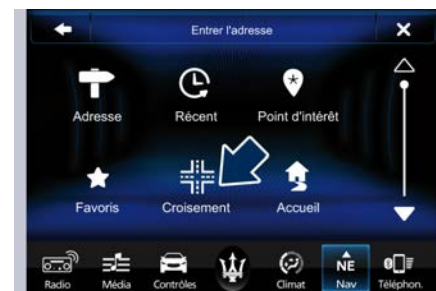 Entrer l'adresse
Adresse Récent Point d'intérêt
Favoris Croisement Accueil
NE
Radio Média Contrôles Climat Nav Téléphon.